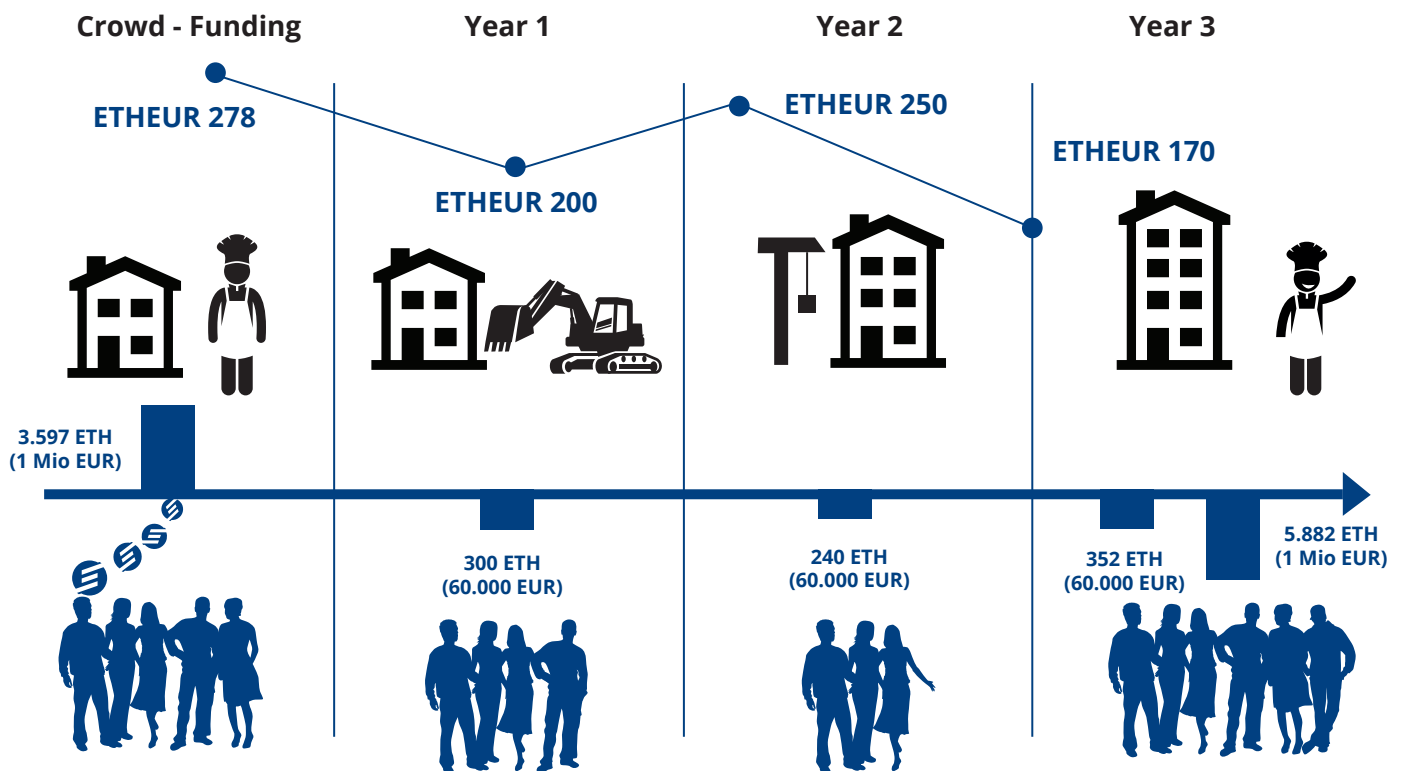 Crowd - Funding
Year 1
Year 2
Year 3
ETHEUR 278
ETHEUR 200
ETHEUR 250
ETHEUR 170
3.597 ETH
(1 Mio EUR)
300 ETH
(60.000 EUR)
240 ETH
(60.000 EUR)
352 ETH
(60.000 EUR)
5.882 ETH
(1 Mio EUR)